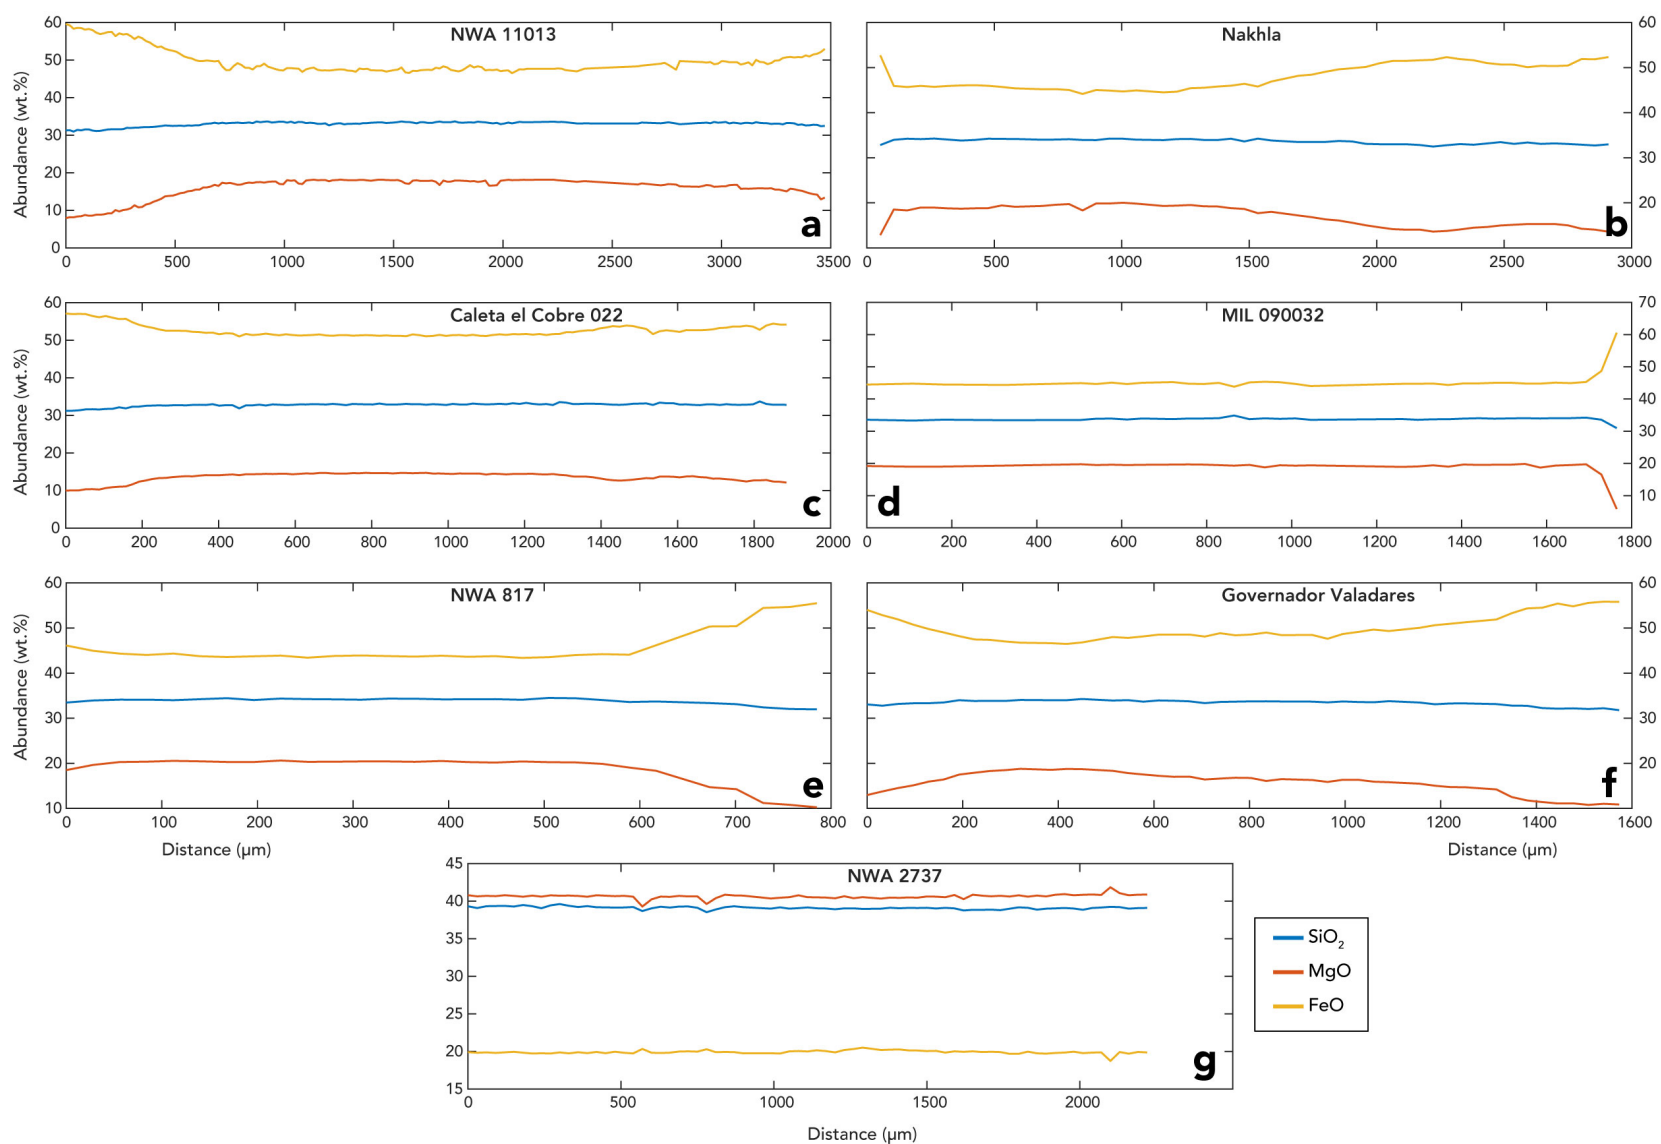 NWA 11013
Abundance (wt.%)
60
50
40
30
20
10
0
0 500 1000 1500 2000 2500 3000 3500
a
Nakhla
60
50
40
30
20
0 500 1000 1500 2000 2500 3000
b
Caleta el Cobre 022
Abundance (wt.%)
60
50
40
30
20
10
0
0 200 400 600 800 1000 1200 1400 1600 1800 2000
c
MIL 090032
70
60
50
40
30
20
10
0 200 400 600 800 1000 1200 1400 1600 1800
d
NWA 817
Abundance (wt.%)
60
50
40
30
20
10
0 100 200 300 400 500 600 700 800
Distance (µm)
e
Governador Valadares
60
50
40
30
20
0 200 400 600 800 1000 1200 1400 1600
Distance (µm)
f
NWA 2737
45
40
35
30
25
20
15
0 500 1000 1500 2000
Distance (µm)
g
SiO₂
MgO
FeO